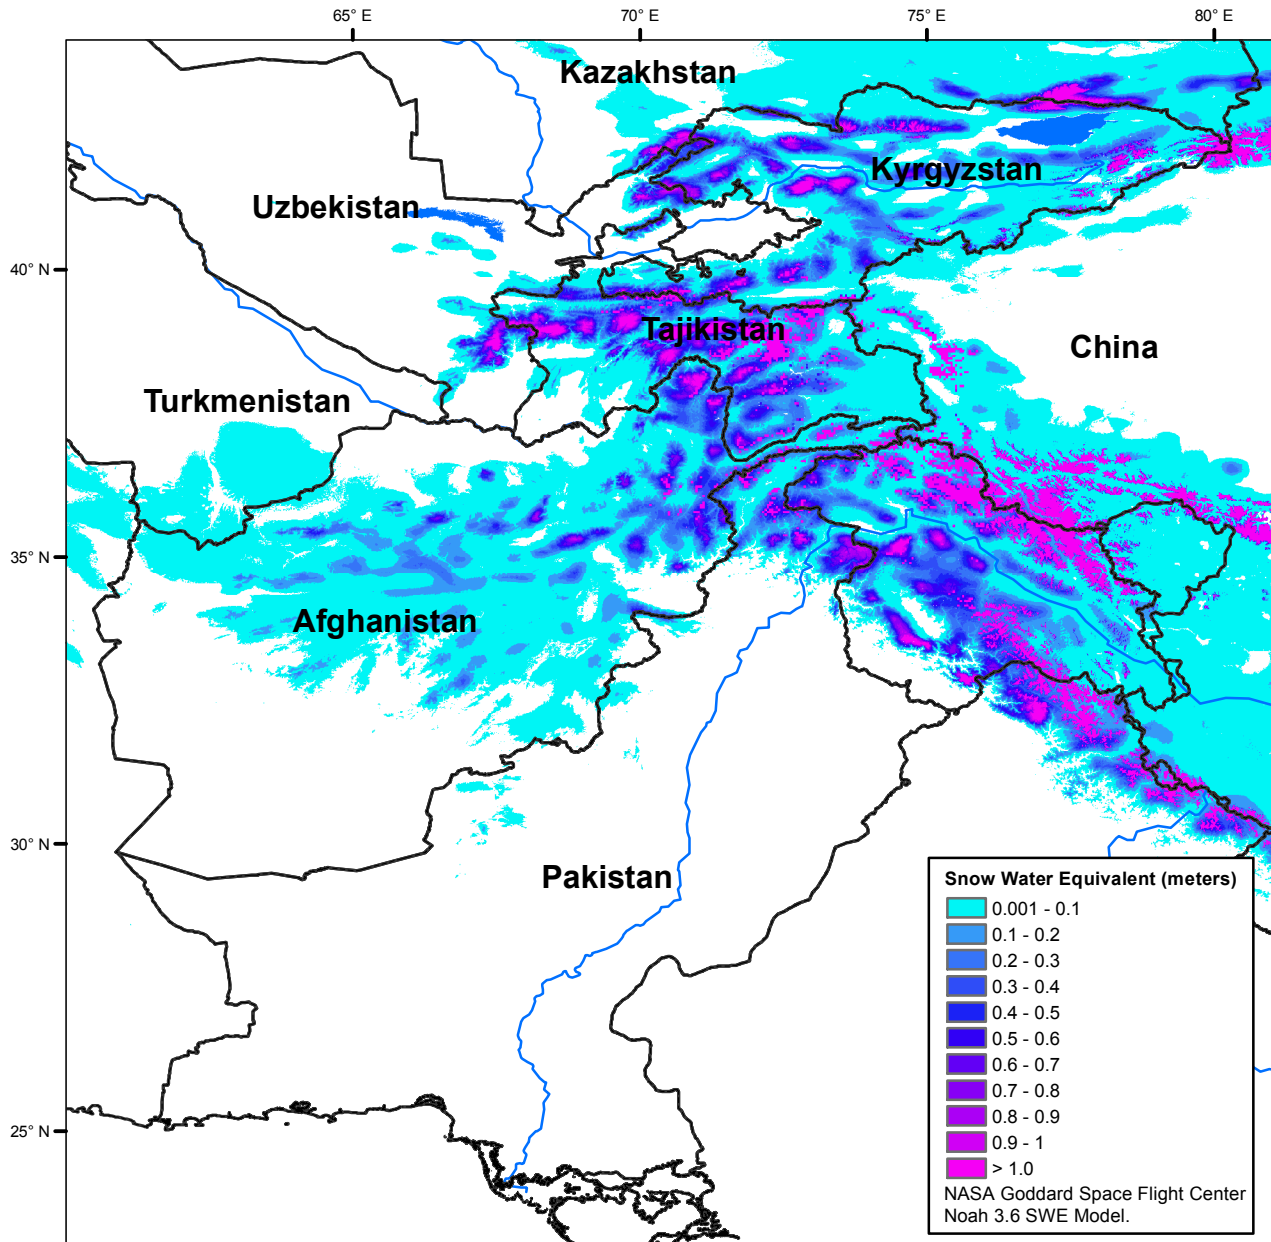 65° E
70° E
75° E
80° E
Kazakhstan
Kyrgyzstan
Uzbekistan
40° N
Tajikistan
China
Turkmenistan
35° N
Afghanistan
30° N
Pakistan
25° N
Snow Water Equivalent (meters)
0.001 - 0.1
0.1 - 0.2
0.2 - 0.3
0.3 - 0.4
0.4 - 0.5
0.5 - 0.6
0.6 - 0.7
0.7 - 0.8
0.8 - 0.9
0.9 - 1
> 1.0
NASA Goddard Space Flight Center
Noah 3.6 SWE Model.